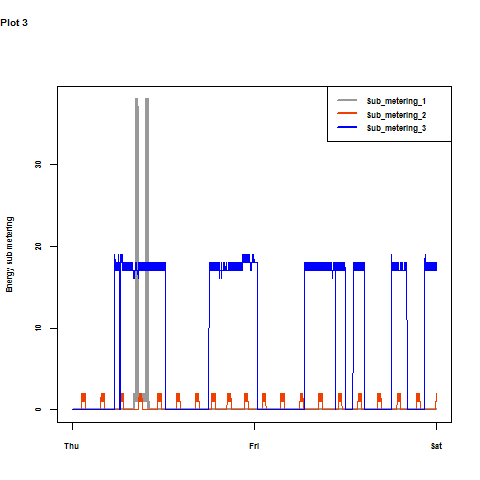 Plot 3
Sub_metering_1
Sub_metering_2
Sub_metering_3
Energy sub metering
30
20
10
0
Thu Fri Sat